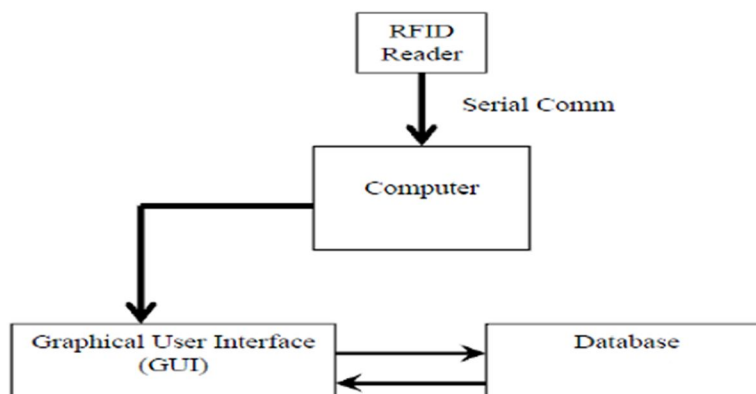 RFID
Reader
Serial Comm
Computer
Graphical User Interface
(GUI)
Database